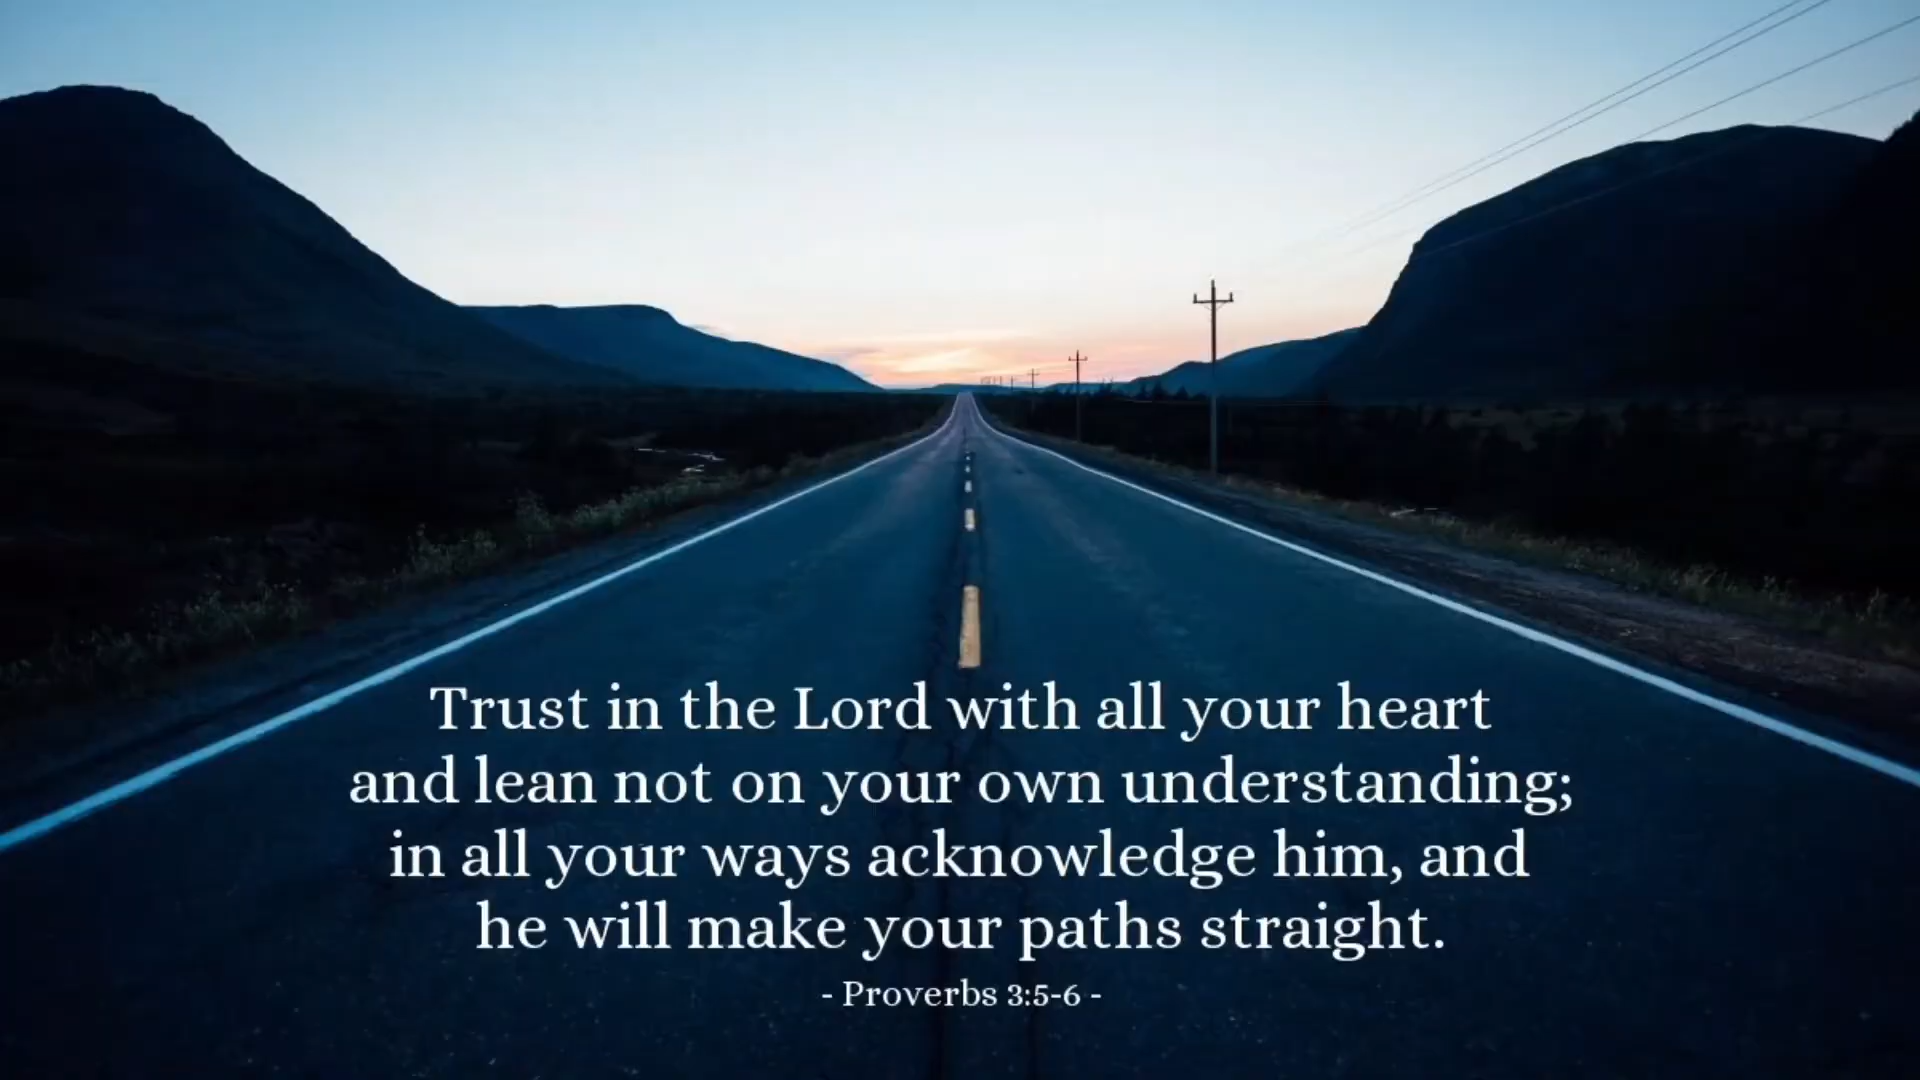 Trust in the Lord with all your heart
and lean not on your own understanding;
in all your ways acknowledge him, and
he will make your paths straight.
- Proverbs 3:5-6 -